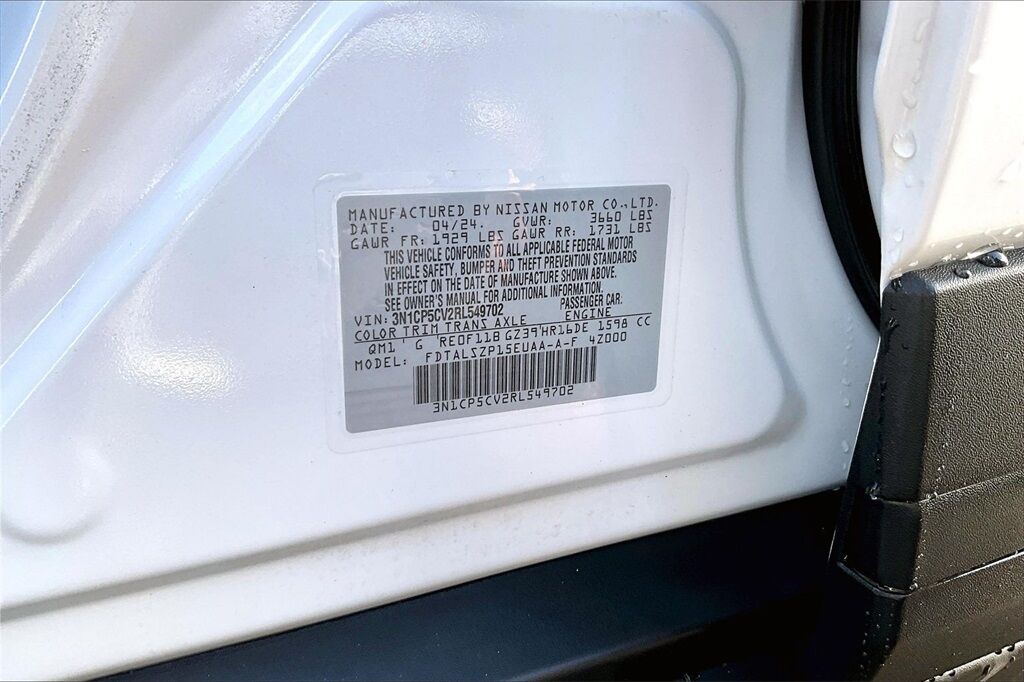 MANUFACTURED BY NISSAN MOTOR CO.,LTD.
DATE: 04/24. GVWR: 3660 LBS
GAWR FR: 1929 LBS GAWR RR: 1731 LBS
THIS VEHICLE CONFORMS TO ALL APPLICABLE FEDERAL MOTOR
VEHICLE SAFETY, BUMPER AND THEFT PREVENTION STANDARDS
IN EFFECT ON THE DATE OF MANUFACTURE SHOWN ABOVE.
SEE OWNER'S MANUAL FOR ADDITIONAL INFORMATION.
VIN: 3N1CP5CV2RL549702 PASSENGER CAR:
COLOR TRIM TRANS AXLE ENGINE
QM1 G RE0F11B GZ39 HR16DE 1598 CC
MODEL: FDTALSZP15EUAA-A-F 4Z000
3N1CP5CV2RL549702